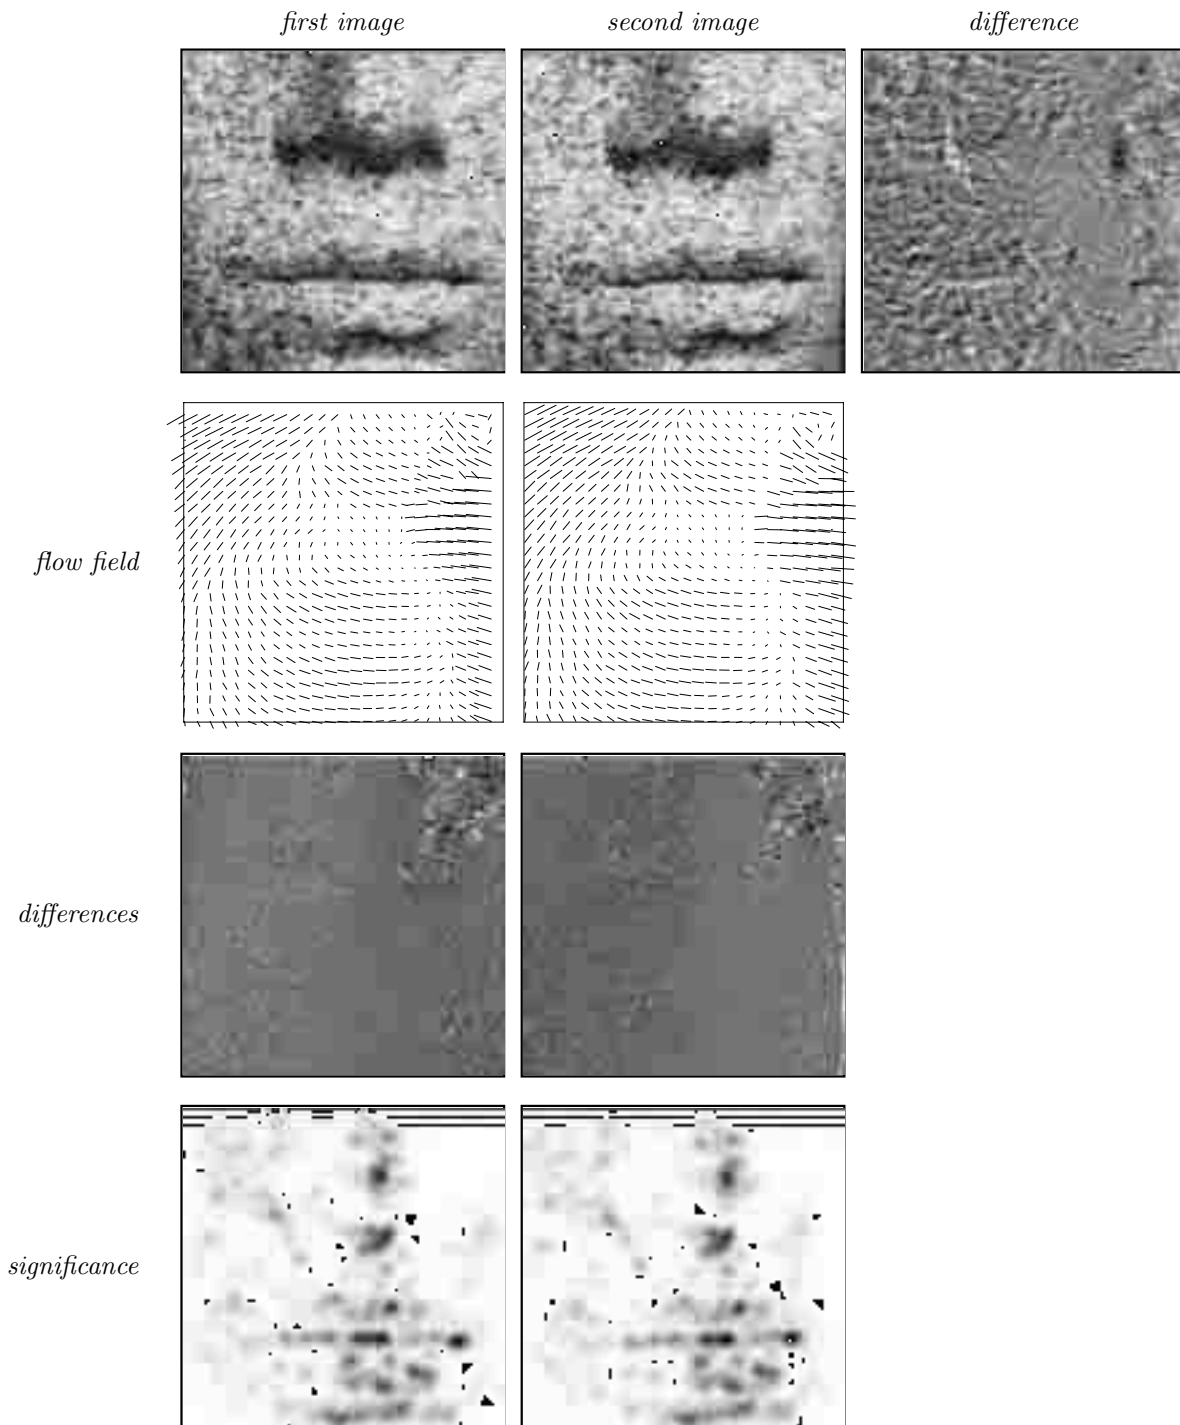 first image second image difference
flow field
differences
significance